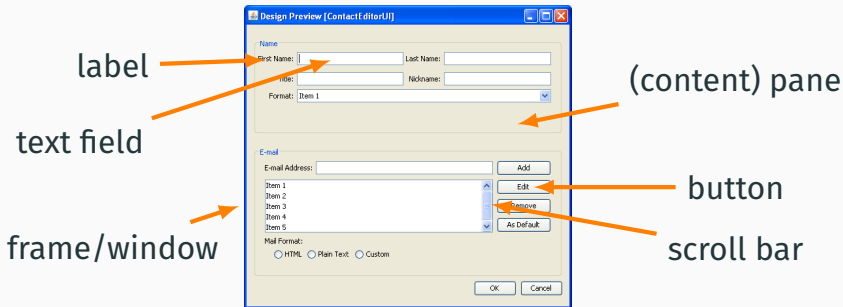 Design Preview [ContactEditorUI]
Name
First Name:
Last Name:
Title:
Nickname:
Format: Item 1
E-mail
E-mail Address:
Add
Item 1
Item 2
Item 3
Item 4
Item 5
Edit
Remove
As Default
Mail Format:
HTML Plain Text Custom
OK Cancel
label
text field
frame/window
(content) pane
button
scroll bar